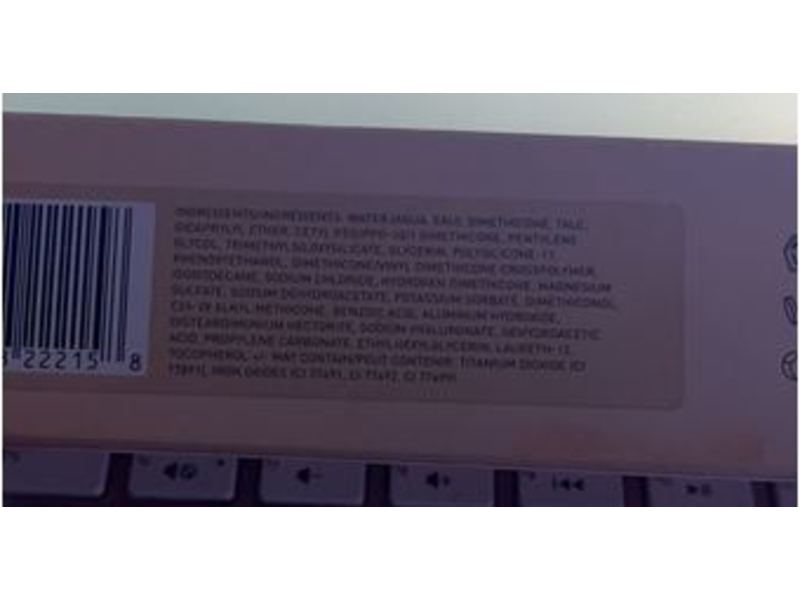 INGREDIENTS/INGRÉDIENTS: WATER/AQUA, EAU, DIMETHICONE, TALC,
DICAPRYLYL ETHER, CETYL PEG/PPG-10/1 DIMETHICONE, PENTYLENE
GLYCOL, TRIMETHYLSILOXYSILICATE, GLYCERIN, POLYSILICONE-11,
PHENOXYETHANOL, DIMETHICONE/VINYL DIMETHICONE CROSSPOLYMER,
ISODODECANE, SODIUM CHLORIDE, HYDROGEN DIMETHICONE, MAGNESIUM
SULFATE, SODIUM DEHYDROACETATE, POTASSIUM SORBATE, DIMETHICONOL,
C24-28 ALKYL METHICONE, BENZOIC ACID, ALUMINUM HYDROXIDE,
DISTEARDIMONIUM HECTORITE, SODIUM HYALURONATE, DEHYDROACETIC
ACID, PROPYLENE CARBONATE, ETHYLHEXYLGLYCERIN, LAURETH-12,
TOCOPHEROL. +/- MAY CONTAIN/PEUT CONTENIR: TITANIUM DIOXIDE (CI
77891), IRON OXIDES (CI 77491, CI 77492, CI 77499)
22215 8